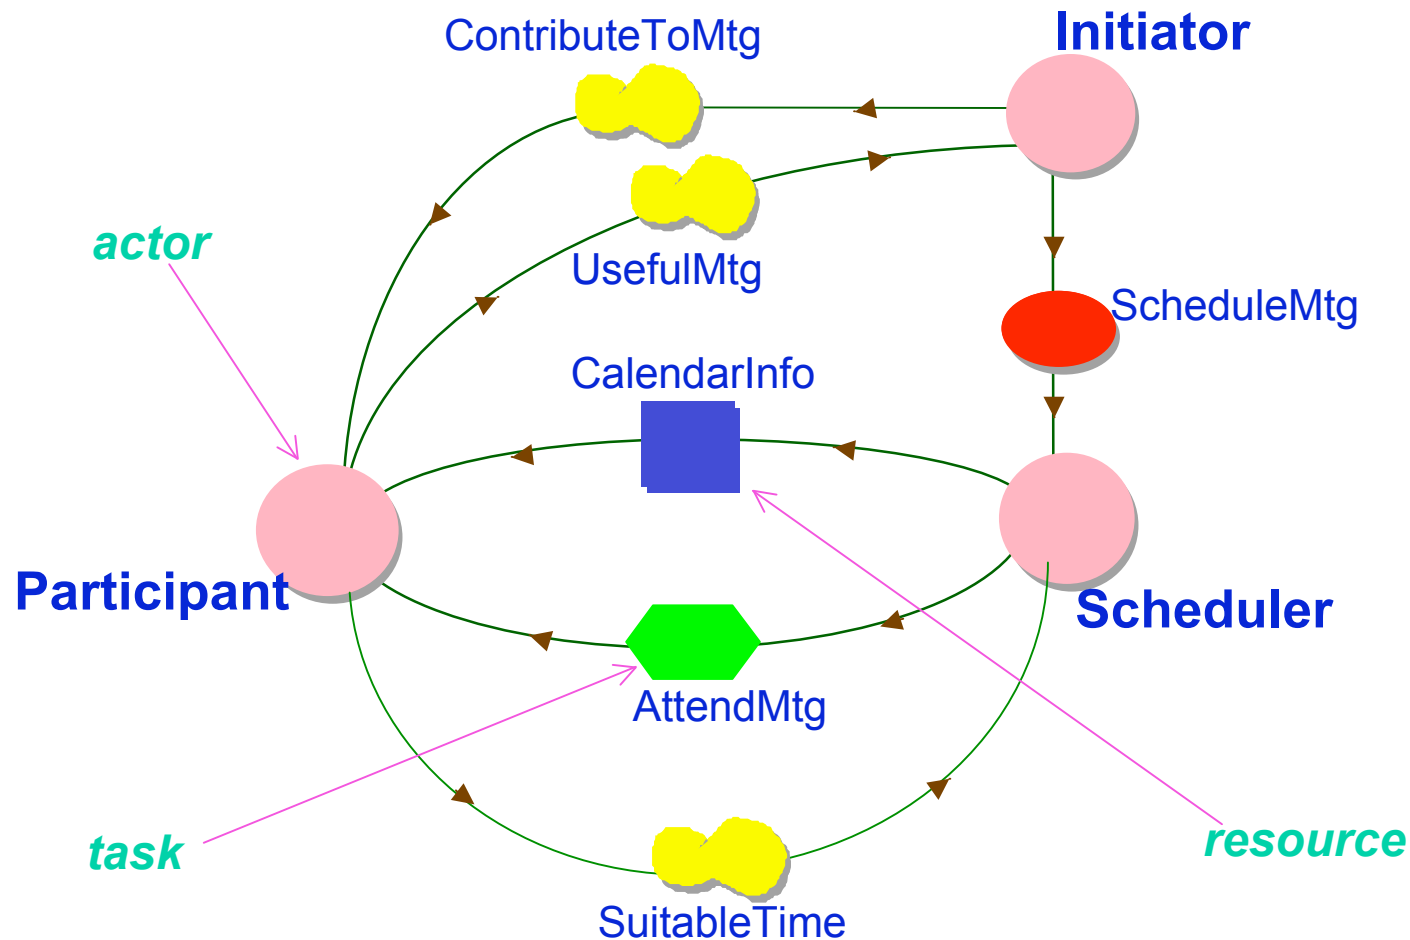 Initiator
ContributeToMtg
actor
UsefulMtg
ScheduleMtg
CalendarInfo
Participant
Scheduler
AttendMtg
task
resource
SuitableTime